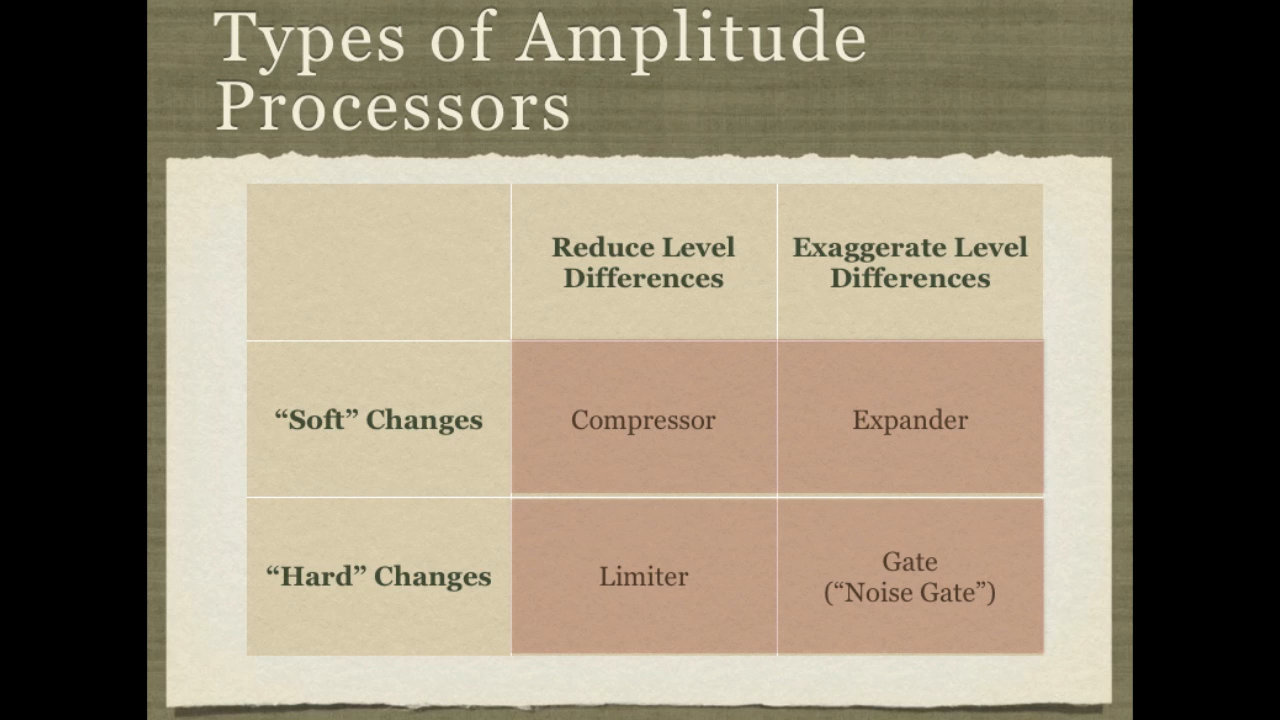 Types of Amplitude
Processors
Reduce Level
Differences
Exaggerate Level
Differences
“Soft” Changes
Compressor
Expander
“Hard” Changes
Limiter
Gate
(“Noise Gate”)